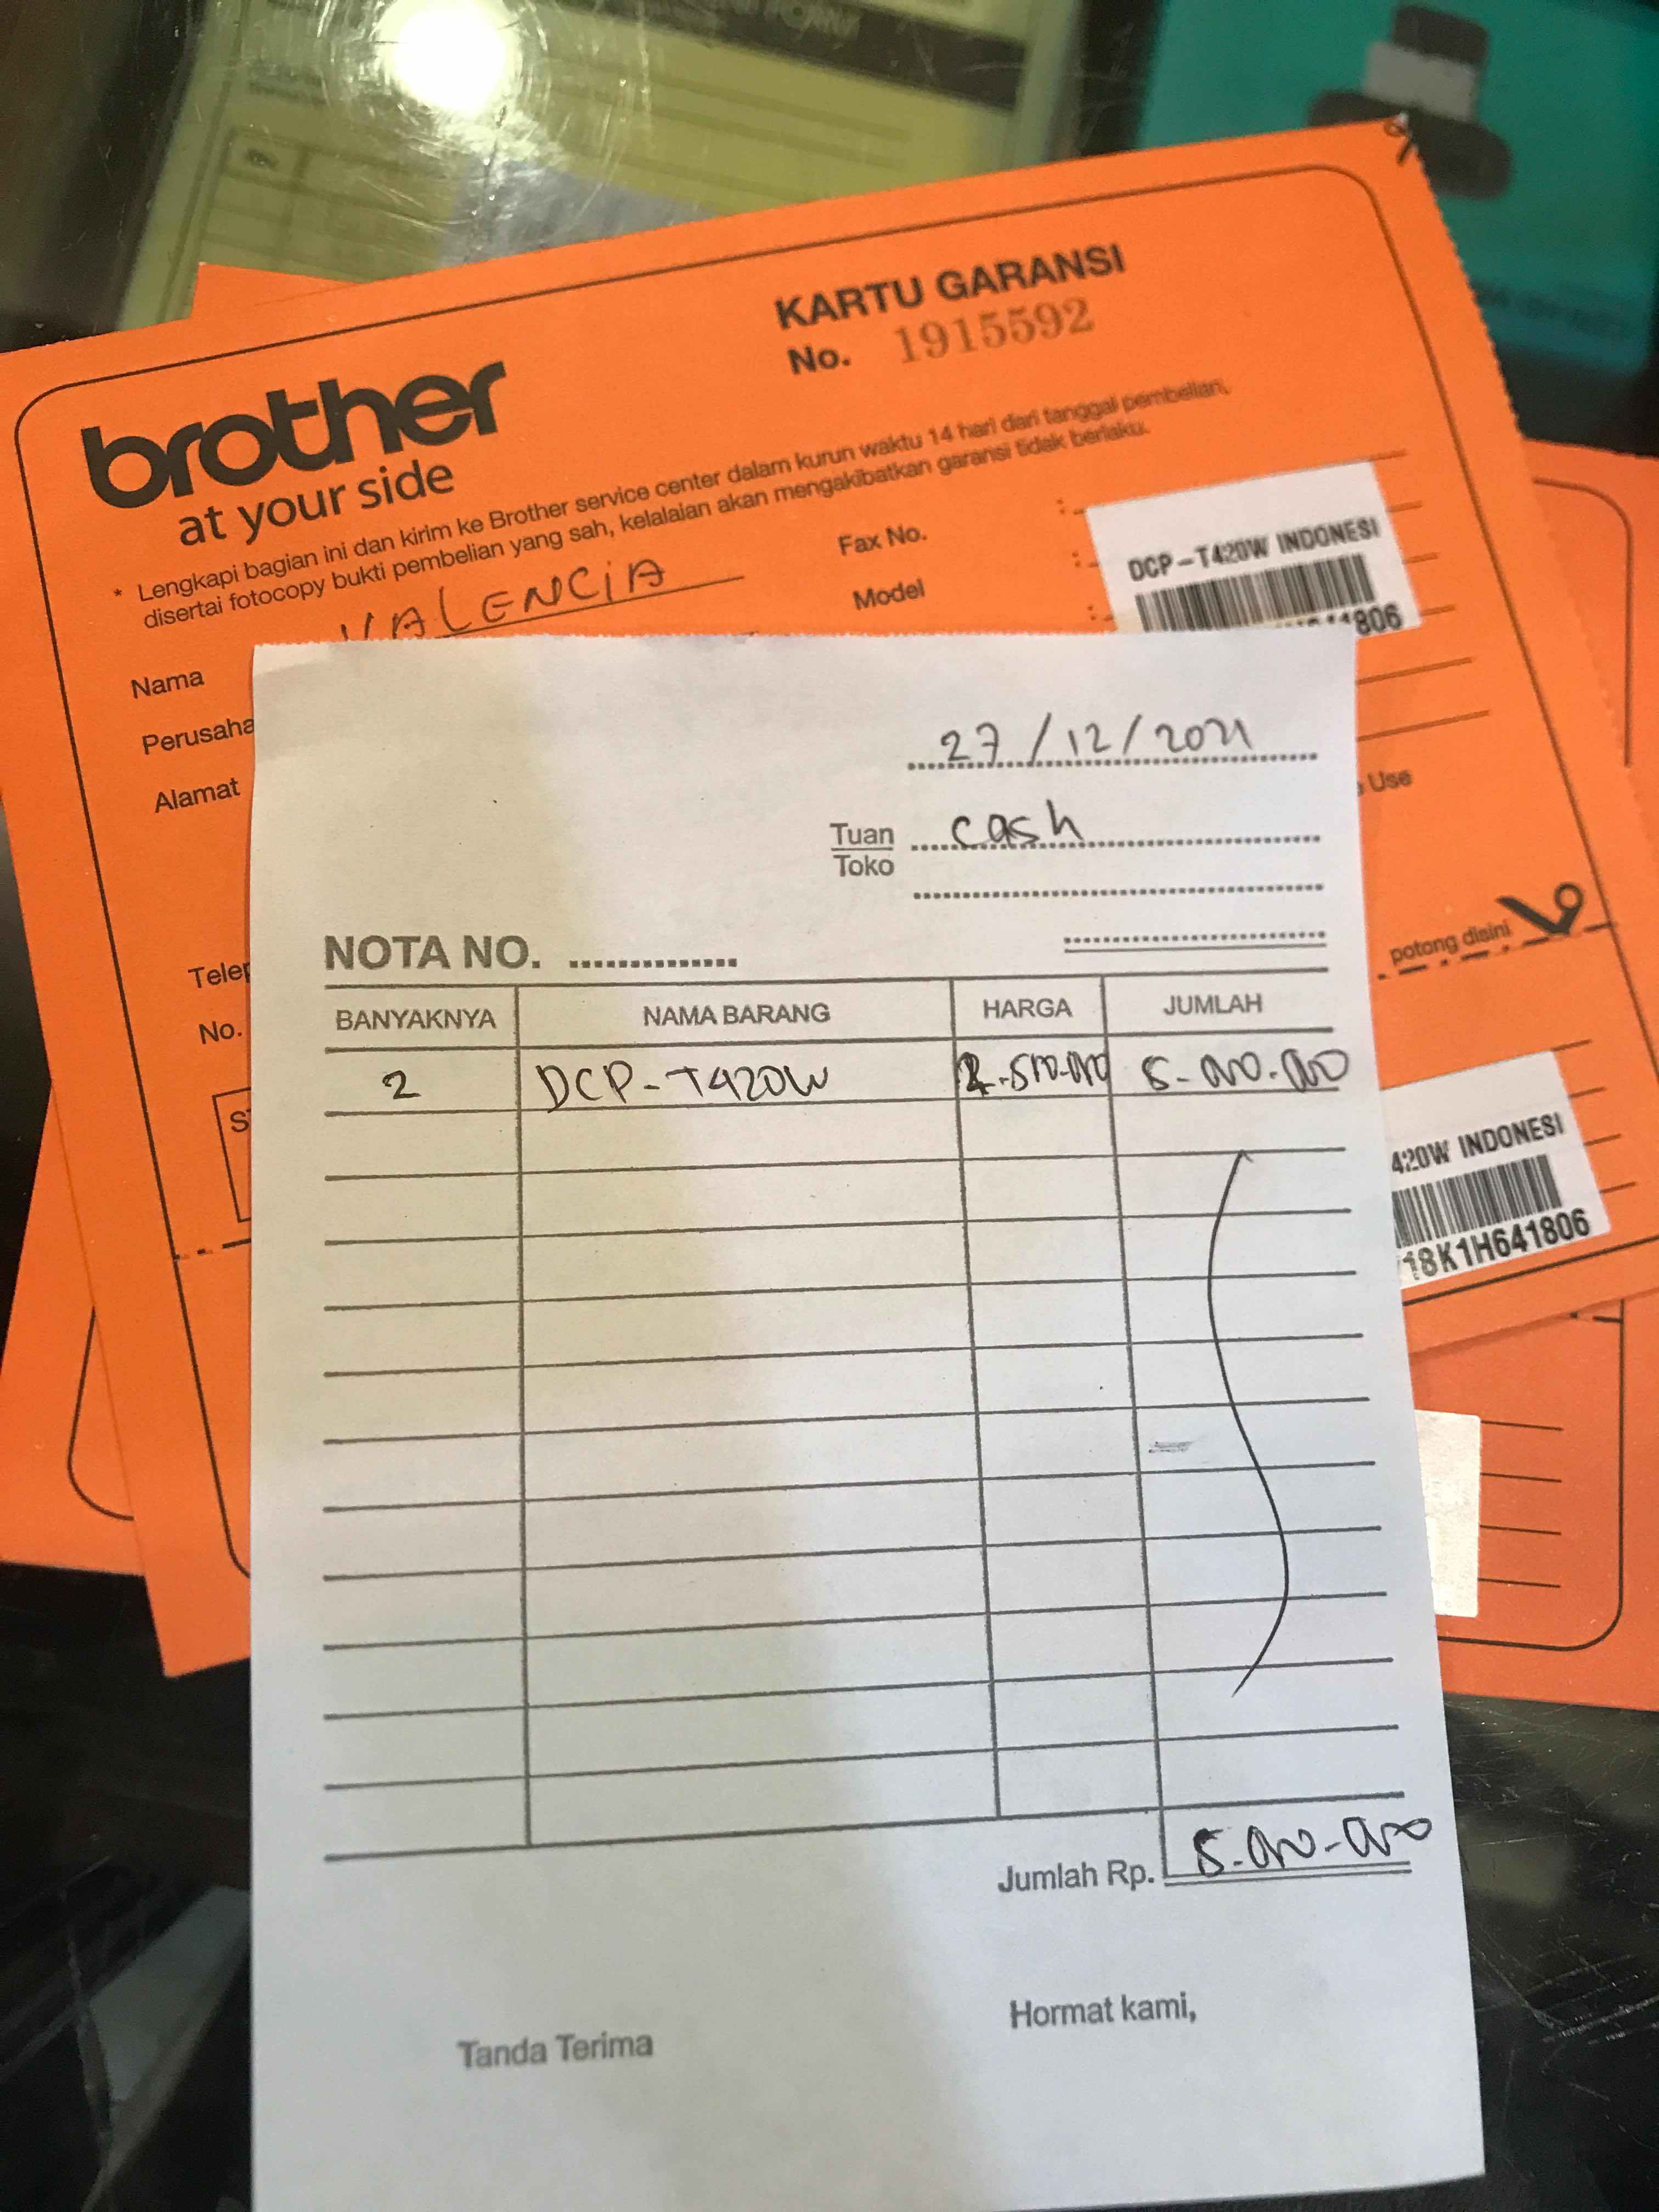 KARTU GARANSI
No. 1915592
brother
at your side
* Lengkapi bagian ini dan kirim ke Brother service center dalam kurun waktu 14 hari dari tanggal pembelian,
disertai fotocopy bukti pembelian yang sah, kelalaian akan mengakibatkan garansi tidak berlaku.
Nama VALENCIA
Fax No. :
Model :
:
DCP-T420W INDONESI
806
Perusaha
Alamat
Use
Telep
No.
potong disini
420W INDONESI
18K1H641806
27/12/2021
Tuan cash
Toko
NOTA NO.
BANYAKNYA NAMA BARANG HARGA JUMLAH
2 DCP-T420W 2.500.000 5.000.000
Jumlah Rp. 5.000.000
Tanda Terima
Hormat kami,